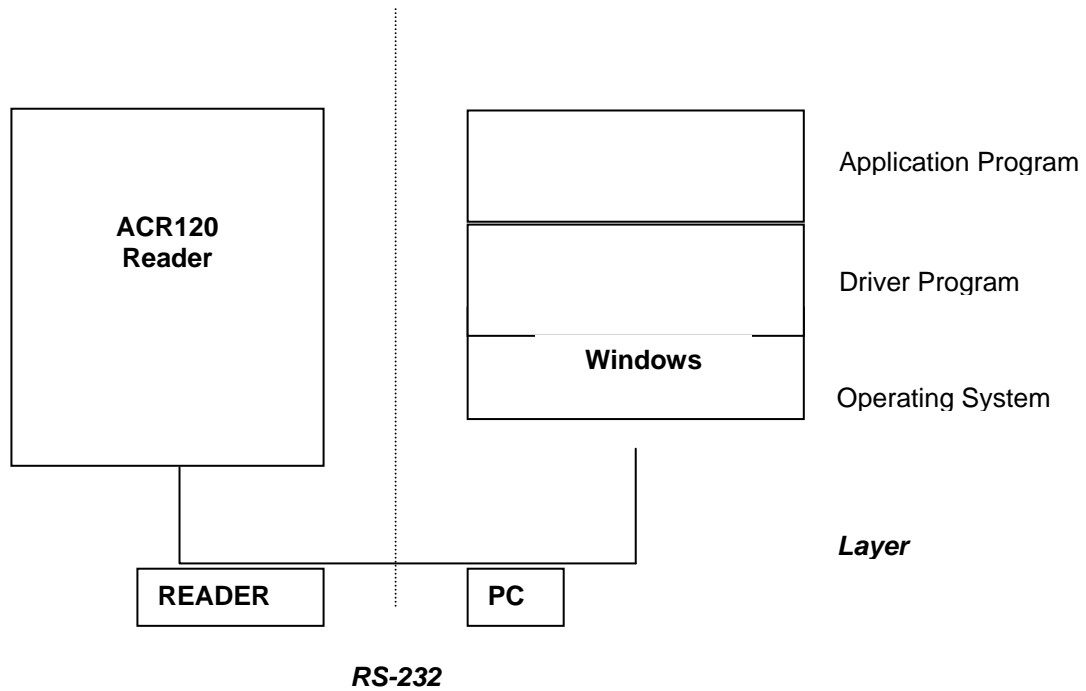 Application Program
ACR120
Reader
Driver Program
Windows
Operating System
Layer
READER
PC
RS-232